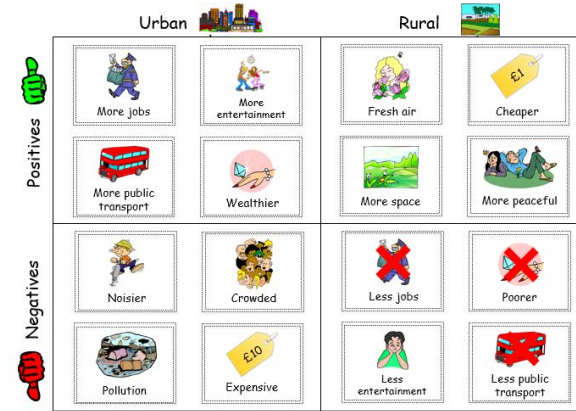 Urban
Rural
Positives
More jobs
More
entertainment
Fresh air
£1
Cheaper
More public
transport
Wealthier
More space
More peaceful
Negatives
Noisier
Crowded
Less jobs
Poorer
Pollution
£10
Expensive
Less
entertainment
Less public
transport